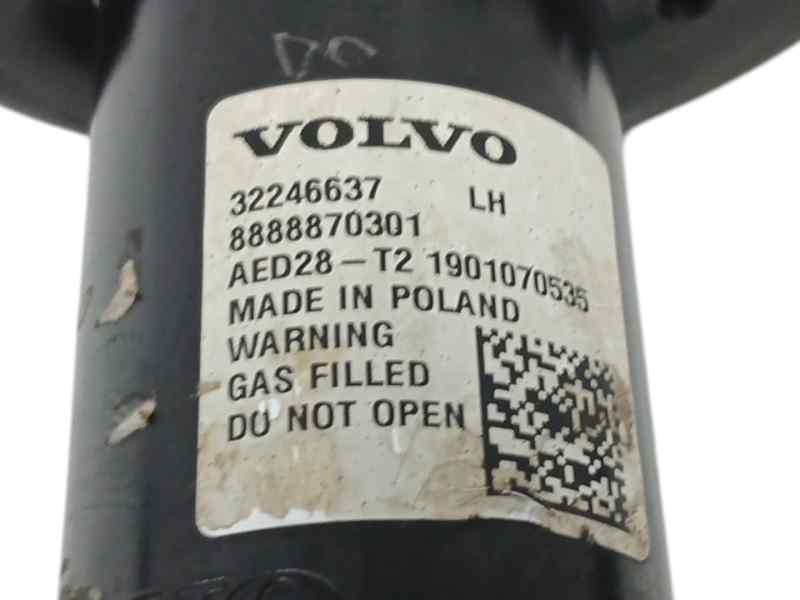 VOLVO
32246637 LH
8888870301
AED28-T2 1901070535
MADE IN POLAND
WARNING
GAS FILLED
DO NOT OPEN